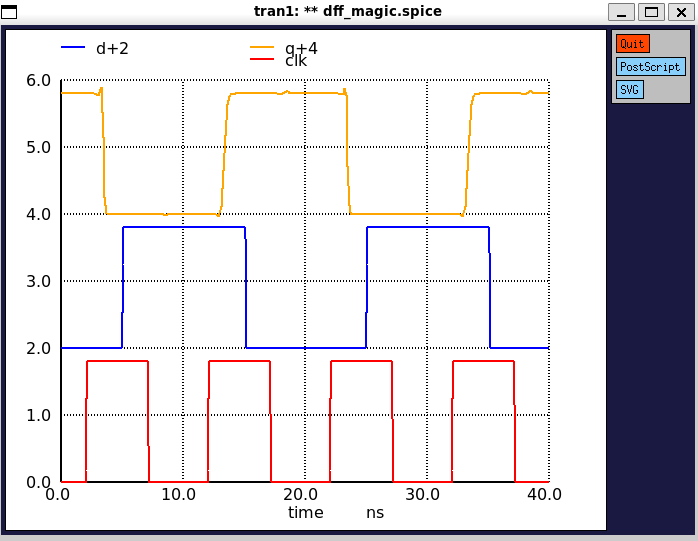 tran1: ** dff_magic.spice
Quit
PostScript
SVG
d+2
q+4
clk
6.0
5.0
4.0
3.0
2.0
1.0
0.0
0.0 10.0 20.0 30.0 40.0
time ns